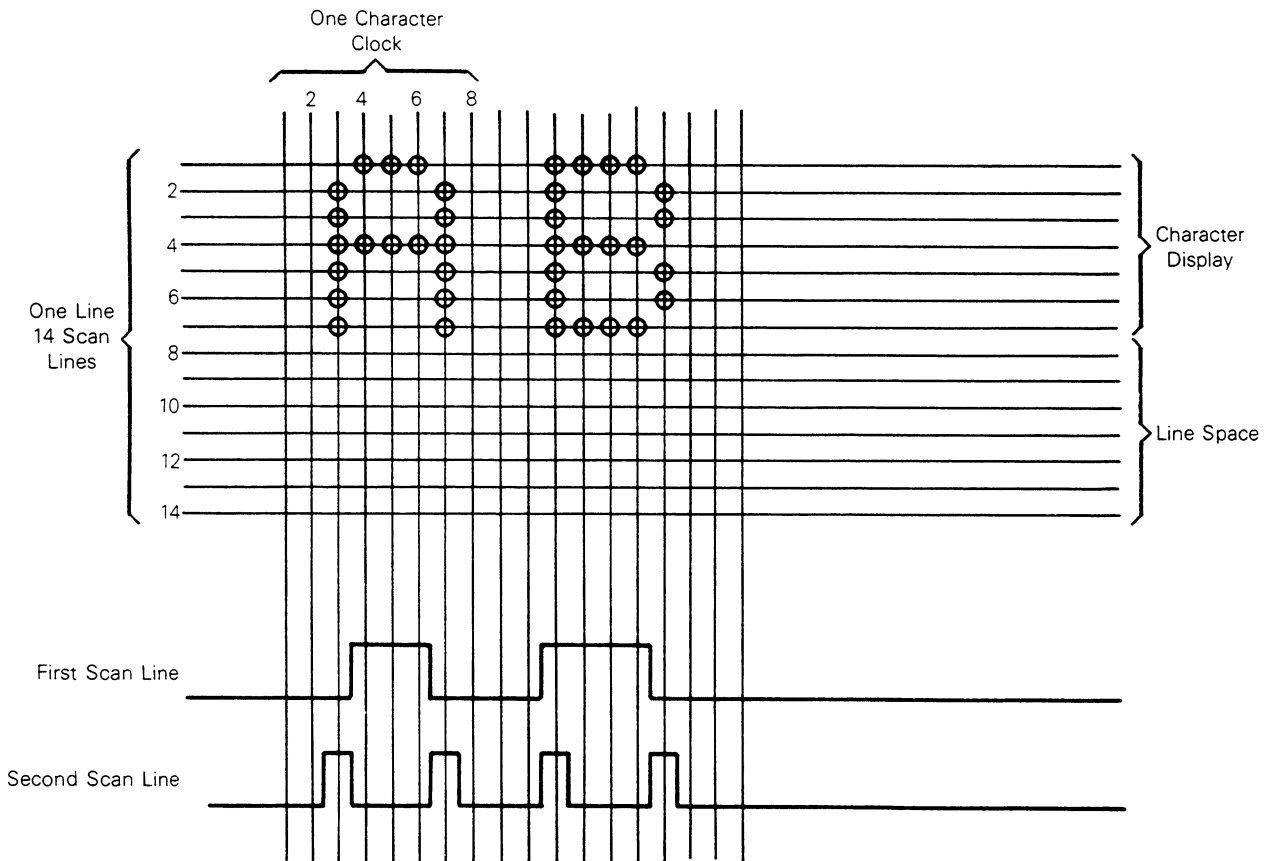 One Character
Clock
2 4 6 8
2
4
6
8
10
12
14
One Line
14 Scan
Lines
Character
Display
Line Space
First Scan Line
Second Scan Line